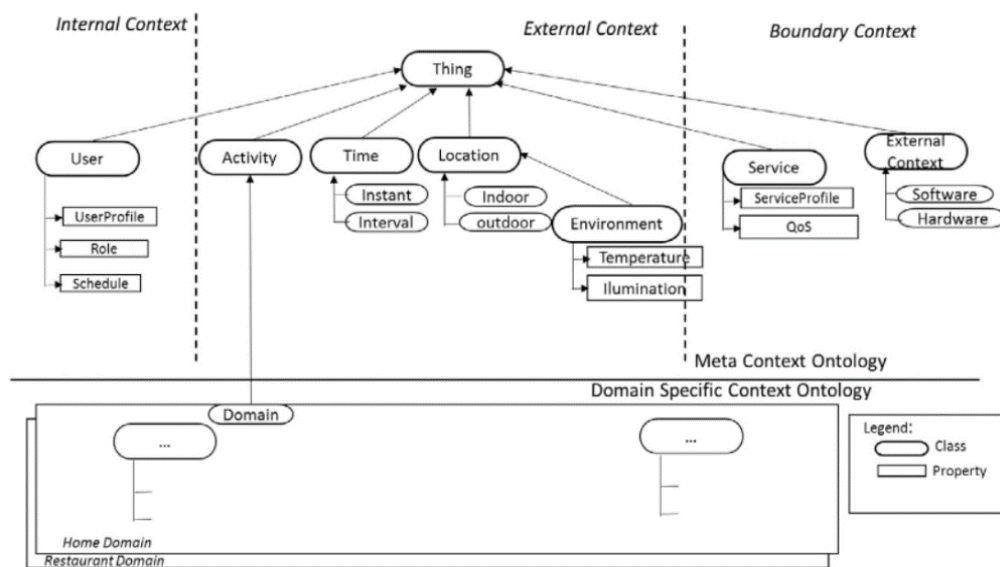 Internal Context
External Context
Boundary Context
Thing
User
Activity
Time
Location
Service
External
Context
UserProfile
Role
Schedule
Instant
Interval
Indoor
outdoor
Environment
Temperature
Ilumination
ServiceProfile
QoS
Software
Hardware
Meta Context Ontology
Domain Specific Context Ontology
Domain
...
...
Home Domain
Restaurant Domain
Legend:
Class
Property